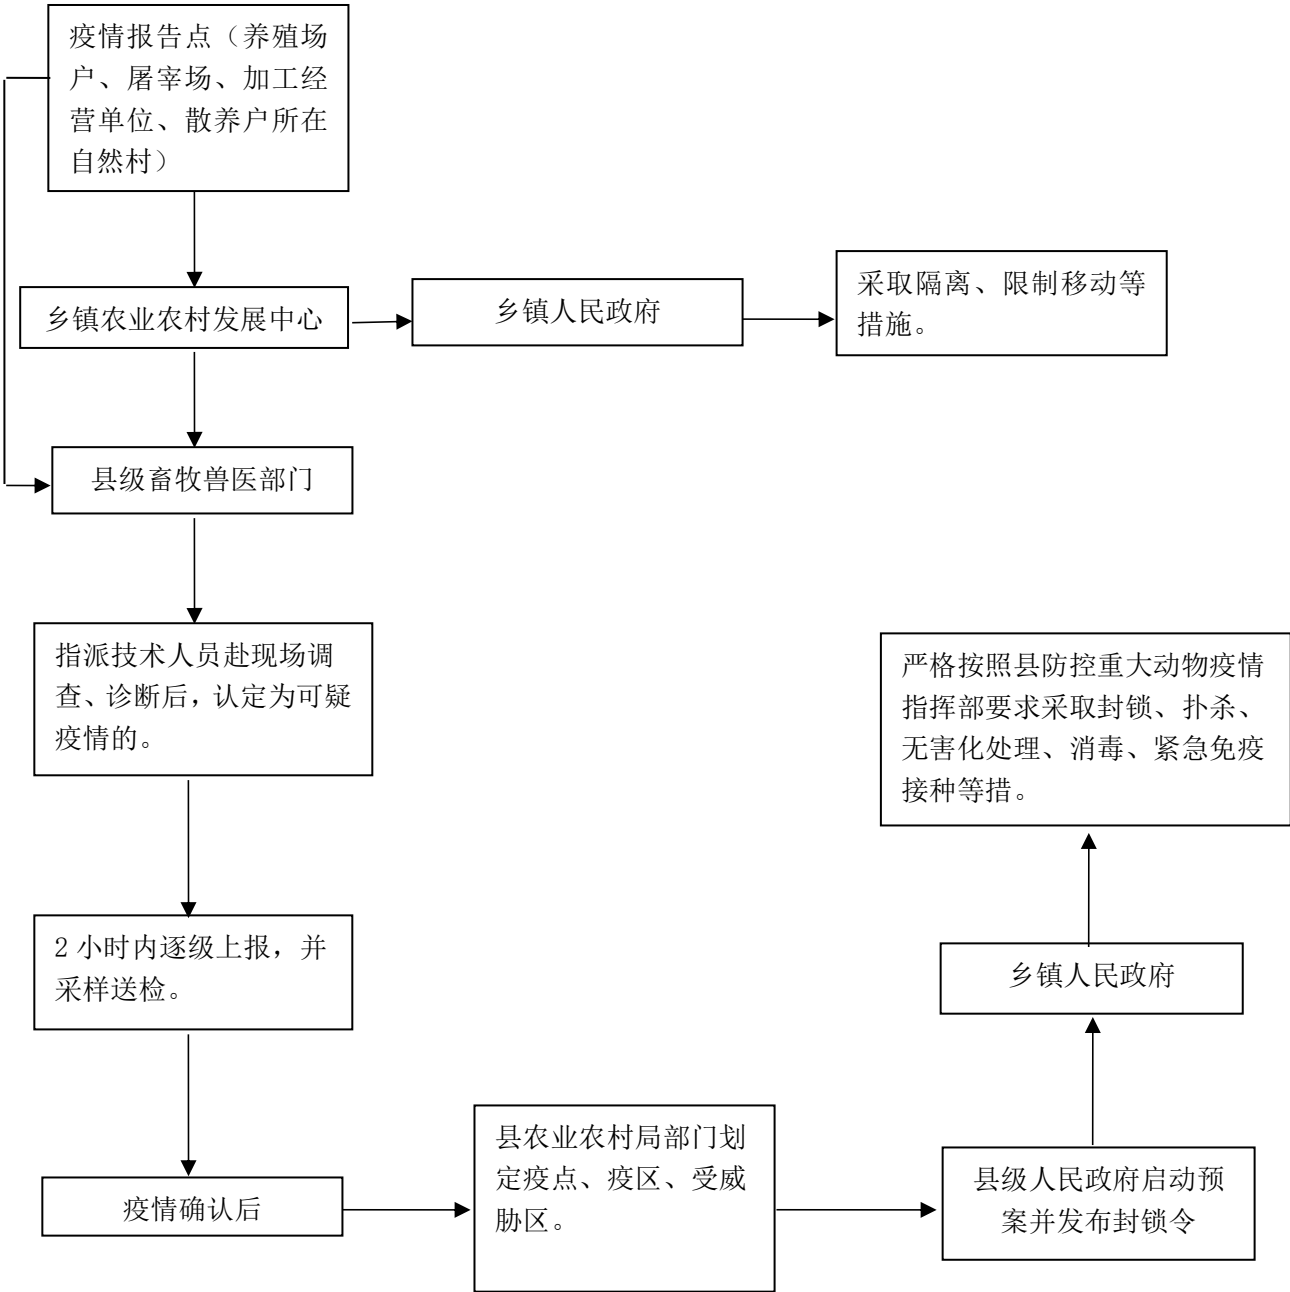 疫情报告点（养殖场
户、屠宰场、加工经
营单位、散养户所在
自然村）
乡镇农业农村发展中心
乡镇人民政府
采取隔离、限制移动等
措施。
县级畜牧兽医部门
指派技术人员赴现场调
查、诊断后，认定为可疑
疫情的。
2 小时内逐级上报，并
采样送检。
疫情确认后
县农业农村局部门划
定疫点、疫区、受威
胁区。
县级人民政府启动预
案并发布封锁令
乡镇人民政府
严格按照县防控重大动物疫情
指挥部要求采取封锁、扑杀、
无害化处理、消毒、紧急免疫
接种等措。